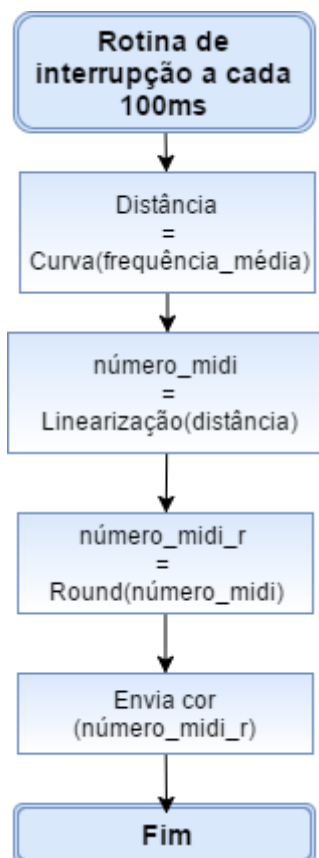 Rotina de
interrupção a cada
100ms
Distância
=
Curva(frequência_média)
número_midi
=
Linearização(distância)
número_midi_r
=
Round(número_midi)
Envia cor
(número_midi_r)
Fim